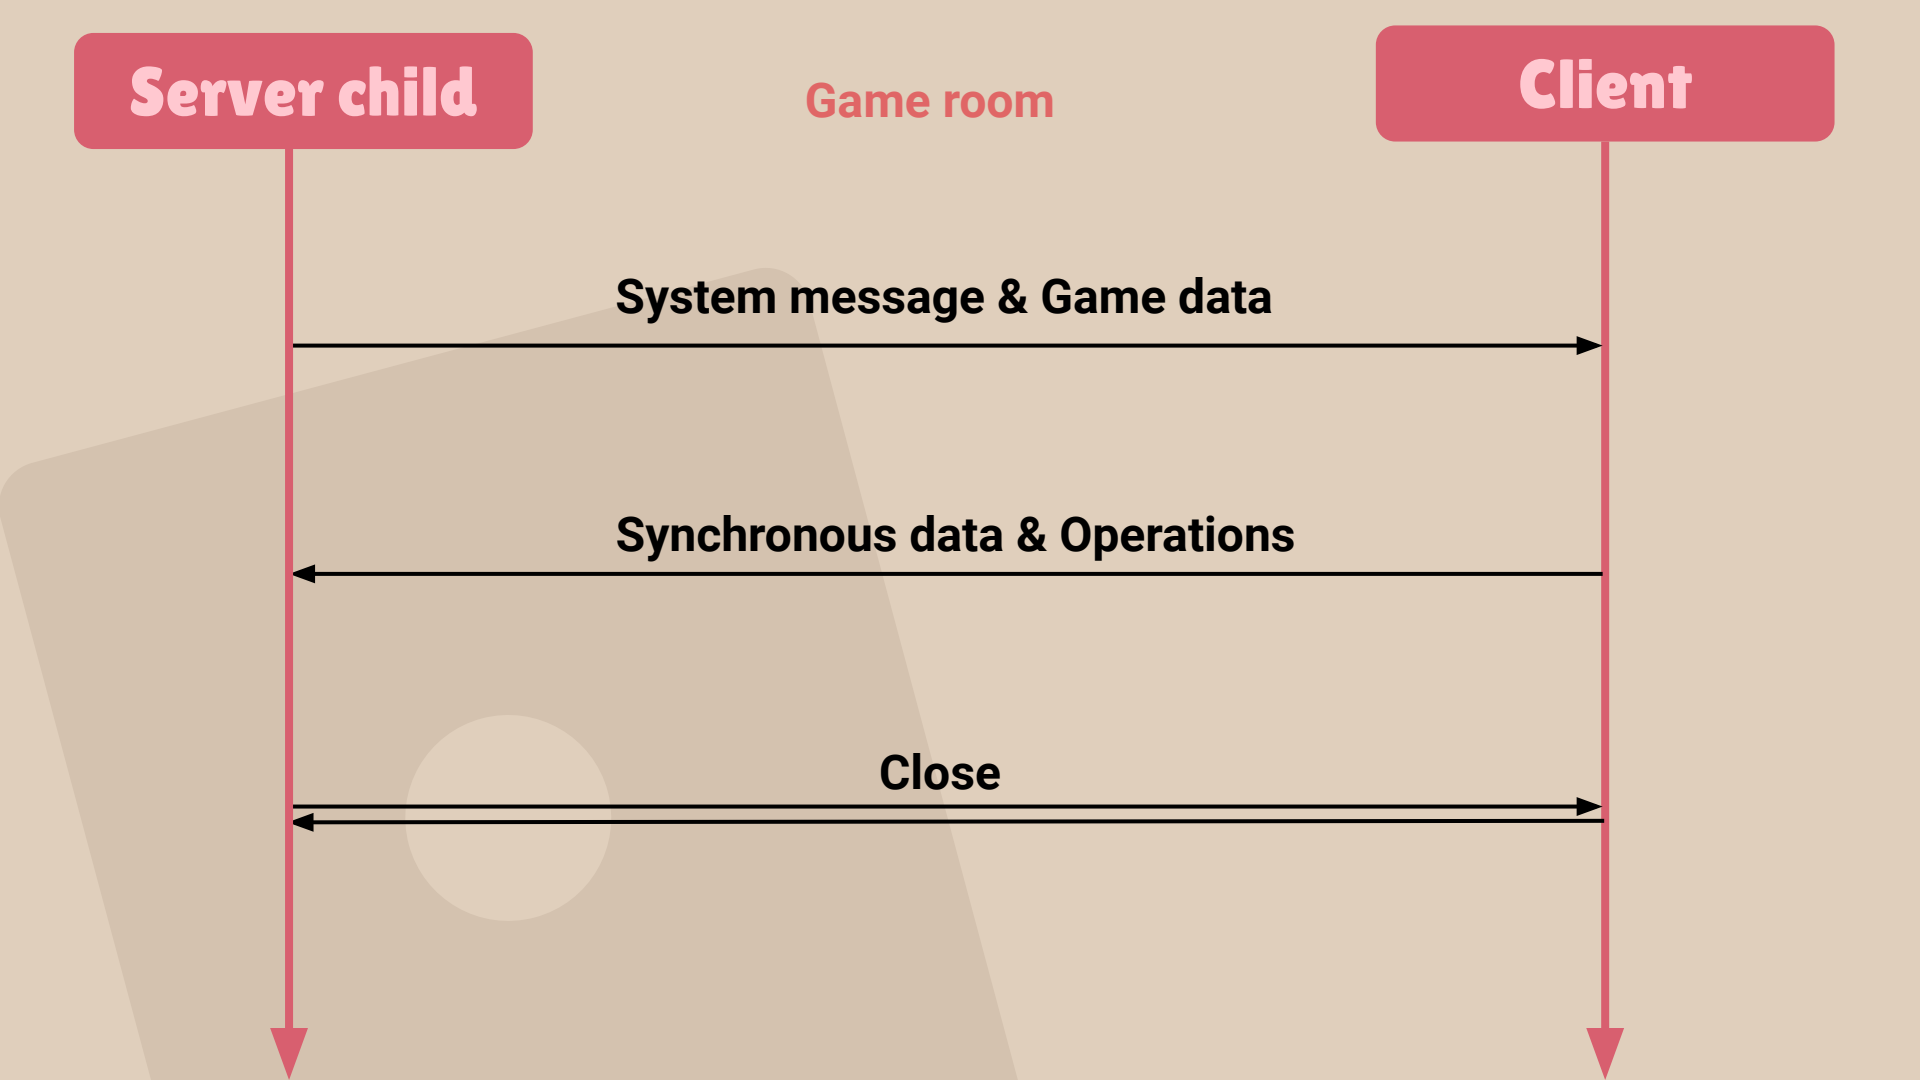 Server child
Game room
Client
System message & Game data
Synchronous data & Operations
Close